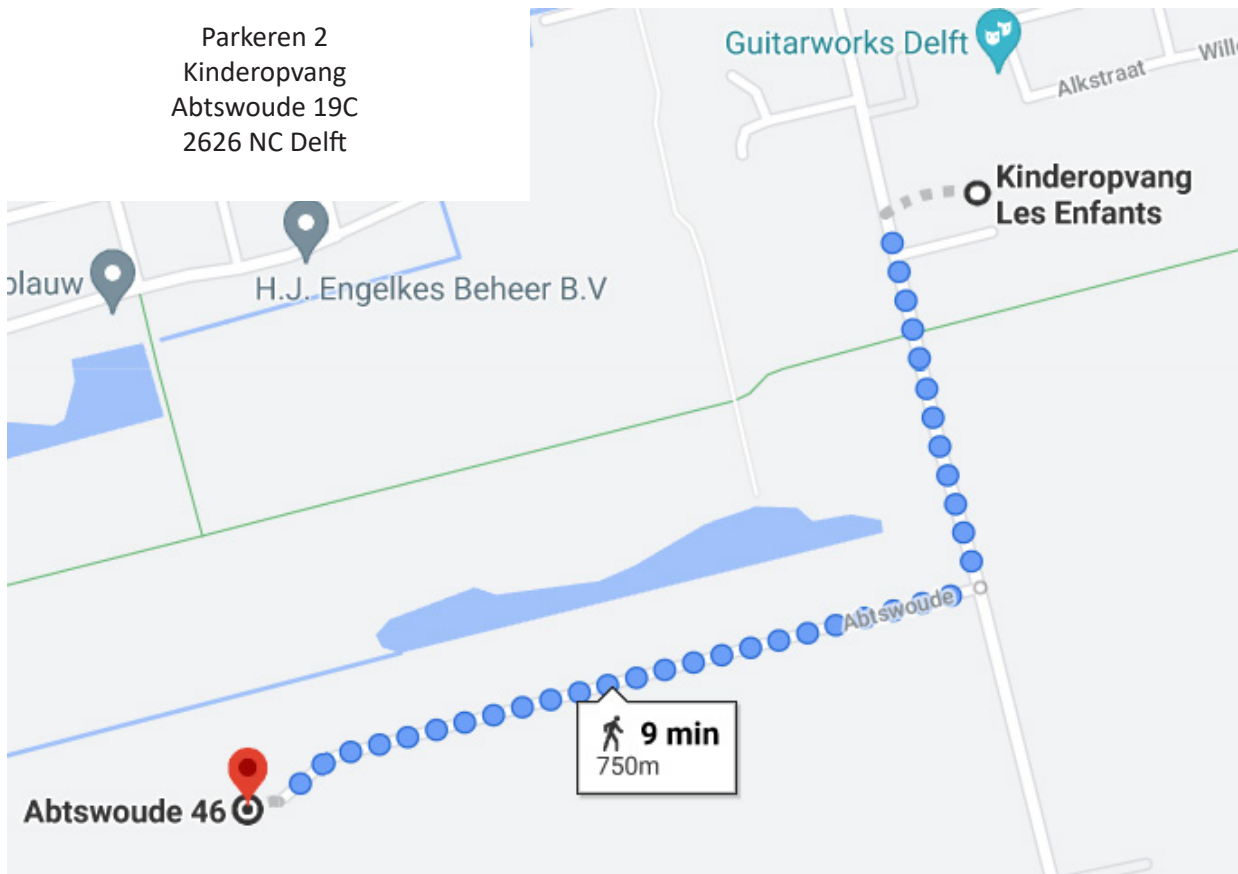 Parkeren 2
Kinderopvang
Abtswoude 19C
2626 NC Delft
Guitarworks Delft
Alkstraat
Kinderopvang
Les Enfants
H.J. Engelkes Beheer B.V
Abtswoude
9 min
750m
Abtswoude 46